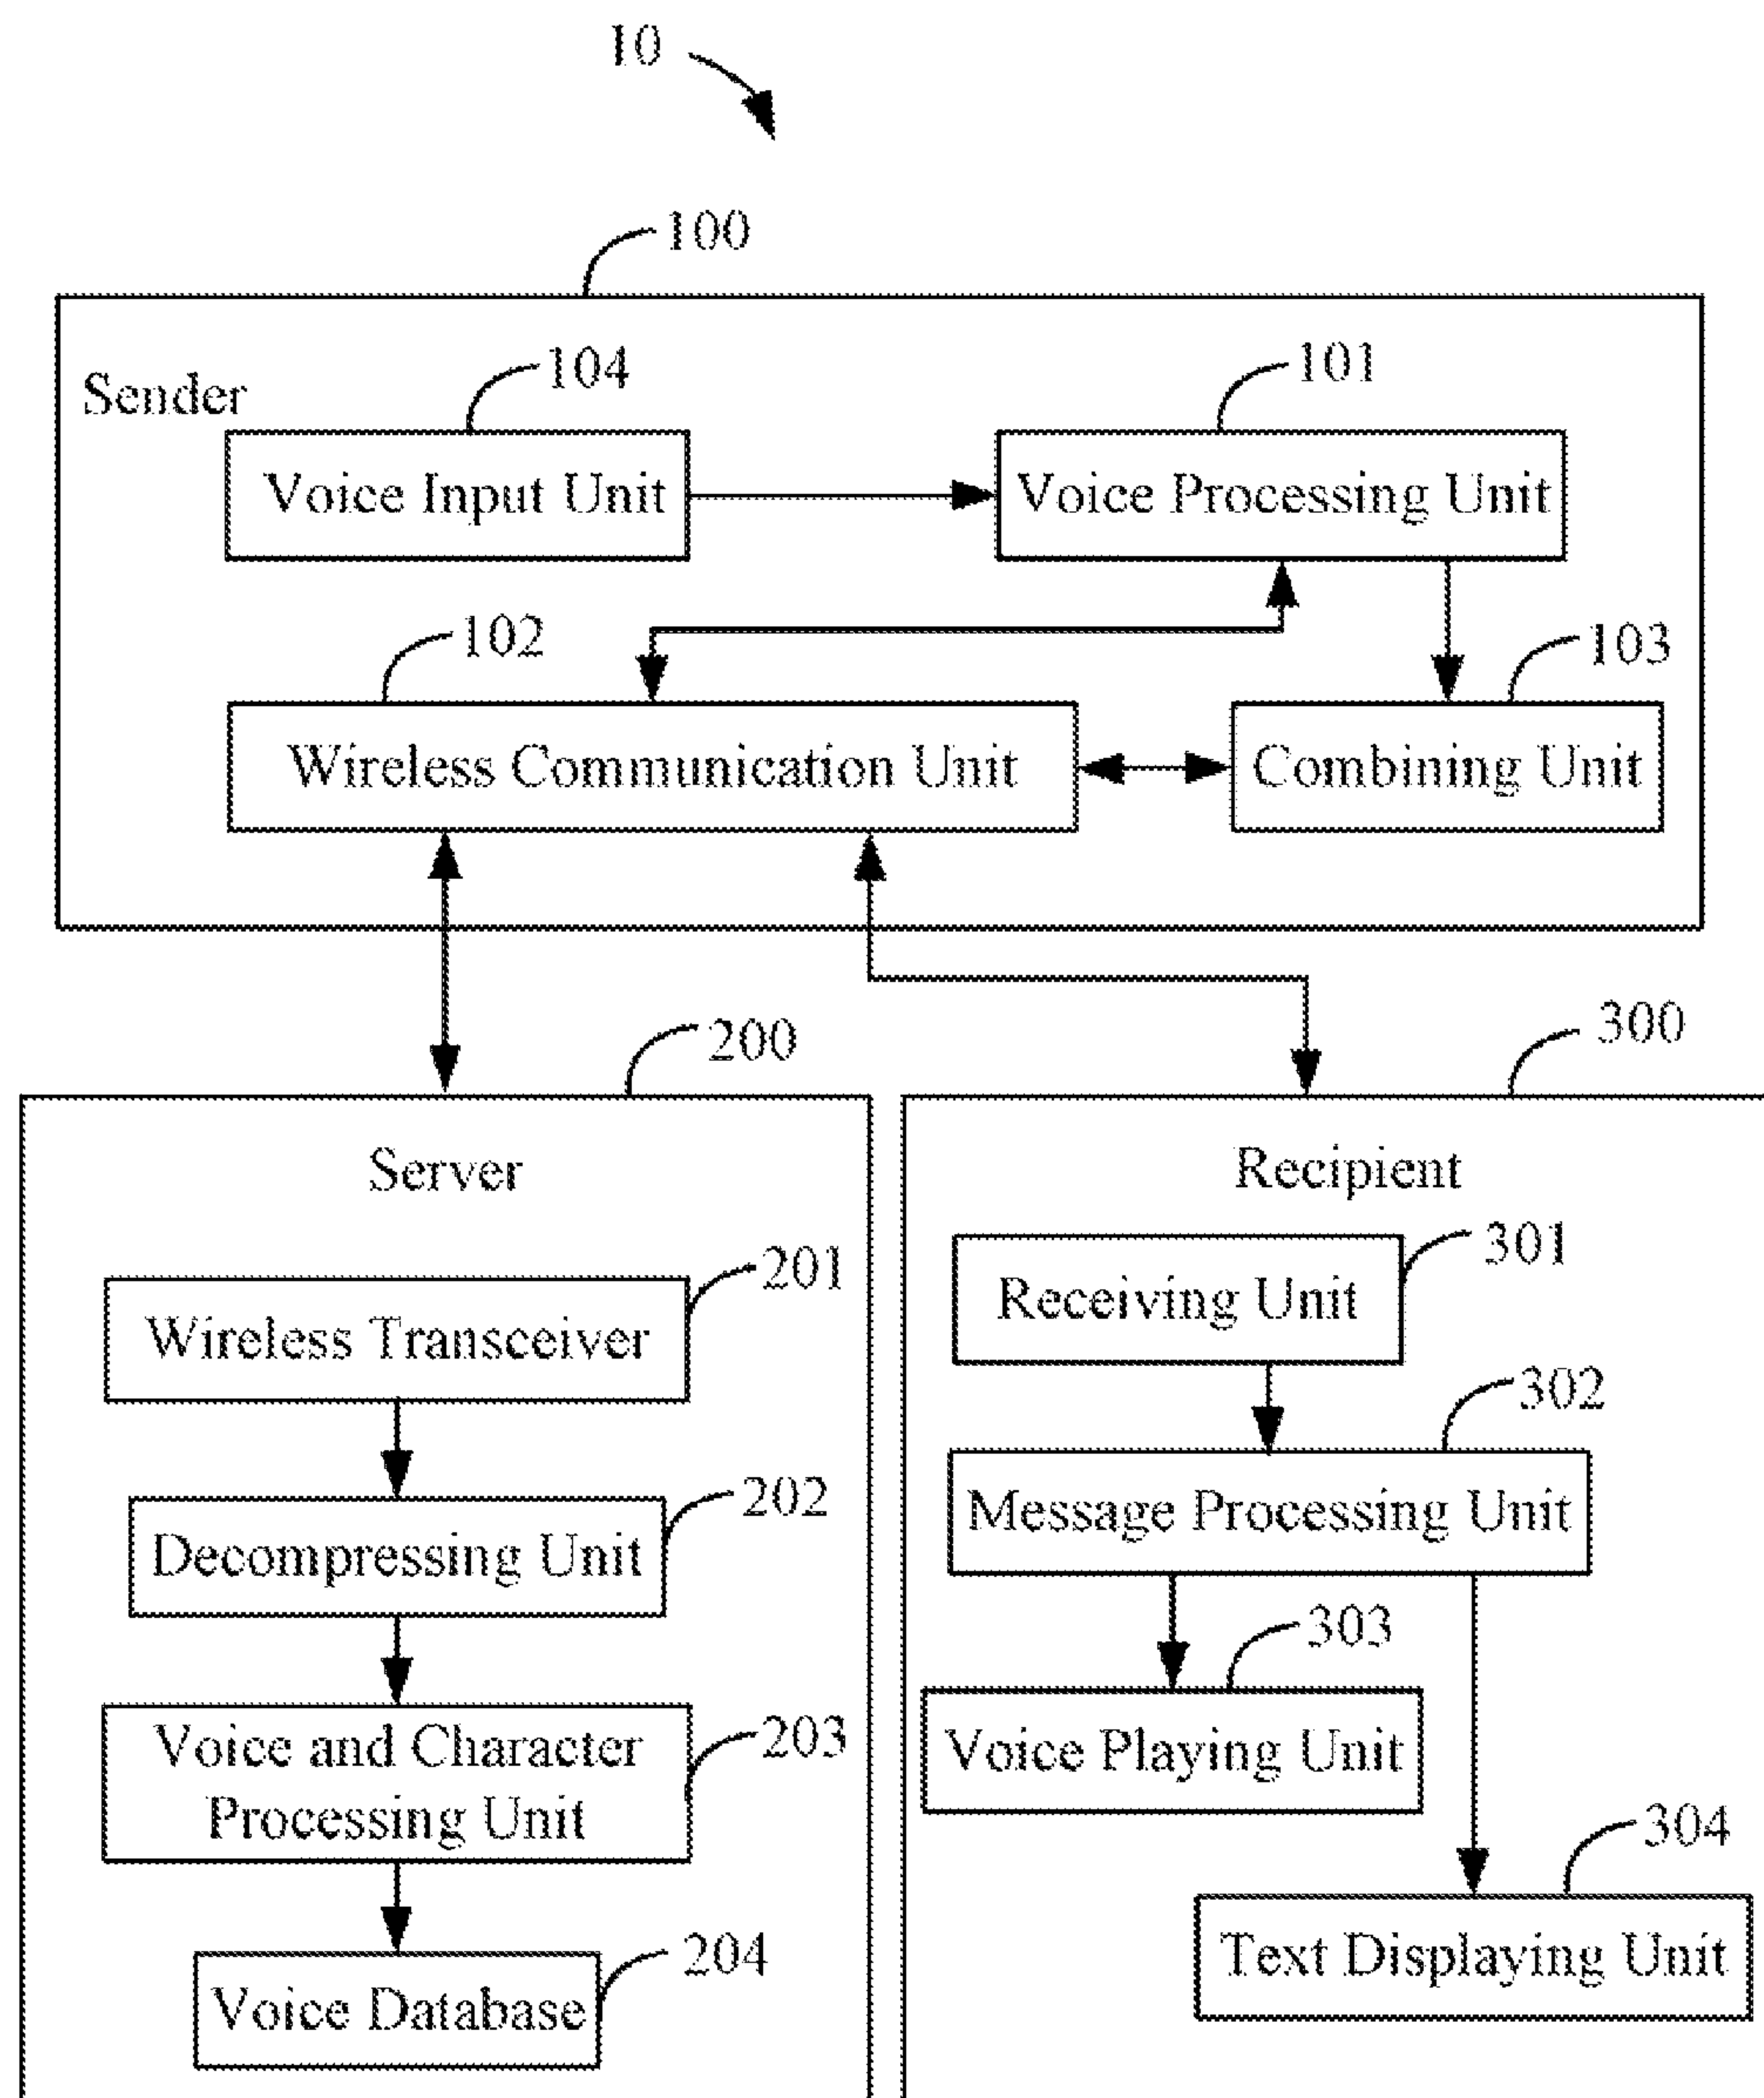 10
100
Sender
104
101
Voice Input Unit
Voice Processing Unit
102
103
Wireless Communication Unit
Combining Unit
200
300
Server
201
Wireless Transceiver
202
Decompressing Unit
203
Voice and Character
Processing Unit
204
Voice Database
Recipient
301
Receiving Unit
302
Message Processing Unit
303
Voice Playing Unit
304
Text Displaying Unit